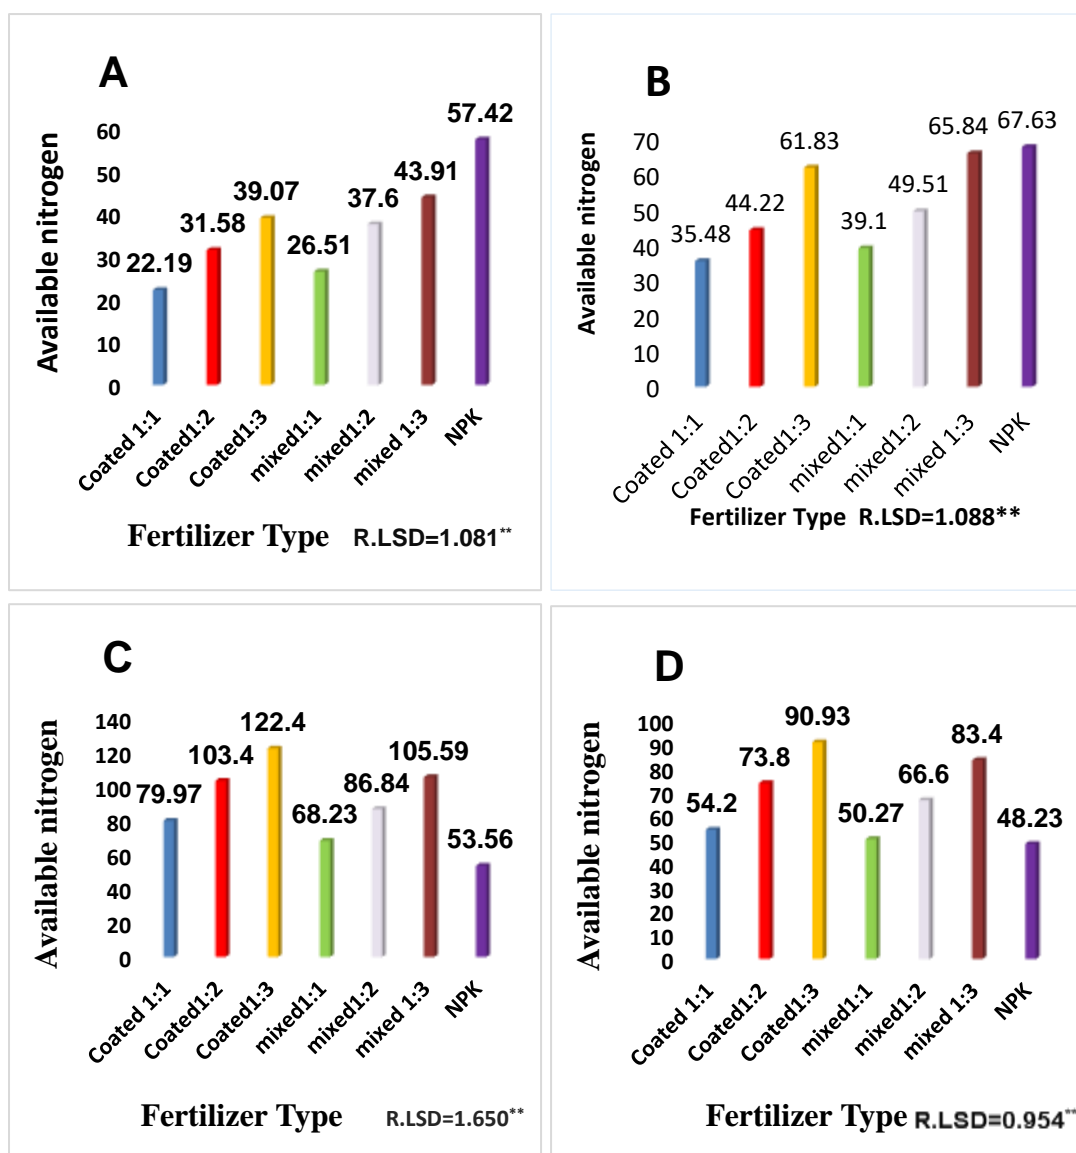 A
Available nitrogen
60
50
40
30
20
10
0
22.19
31.58
39.07
26.51
37.6
43.91
57.42
Coated 1:1
Coated1:2
Coated1:3
mixed1:1
mixed1:2
mixed 1:3
NPK
Fertilizer Type R.LSD=1.081**
B
Available nitrogen
70
60
50
40
30
20
10
0
35.48
44.22
61.83
39.1
49.51
65.84
67.63
Coated 1:1
Coated1:2
Coated1:3
mixed1:1
mixed1:2
mixed 1:3
NPK
Fertilizer Type R.LSD=1.088**
C
Available nitrogen
140
120
100
80
60
40
20
0
79.97
103.4
122.4
68.23
86.84
105.59
53.56
Coated 1:1
Coated1:2
Coated1:3
mixed1:1
mixed1:2
mixed 1:3
NPK
Fertilizer Type R.LSD=1.650**
D
Available nitrogen
100
90
80
70
60
50
40
30
20
10
0
54.2
73.8
90.93
50.27
66.6
83.4
48.23
Coated 1:1
Coated1:2
Coated1:3
mixed1:1
mixed1:2
mixed 1:3
NPK
Fertilizer Type R.LSD=0.954**